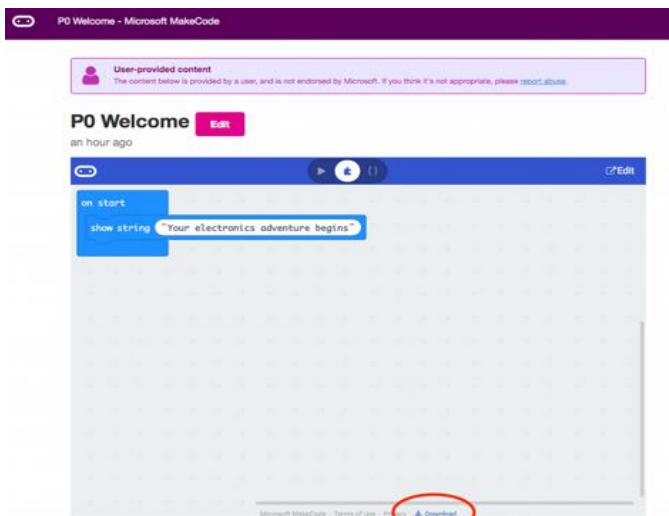 P0 Welcome - Microsoft MakeCode
User-provided content
The content below is provided by a user, and is not endorsed by Microsoft. If you think it's not appropriate, please report abuse.
P0 Welcome Edit
an hour ago
{} Edit
on start
show string "Your electronics adventure begins"
Microsoft MakeCode Terms of Use Privacy Download